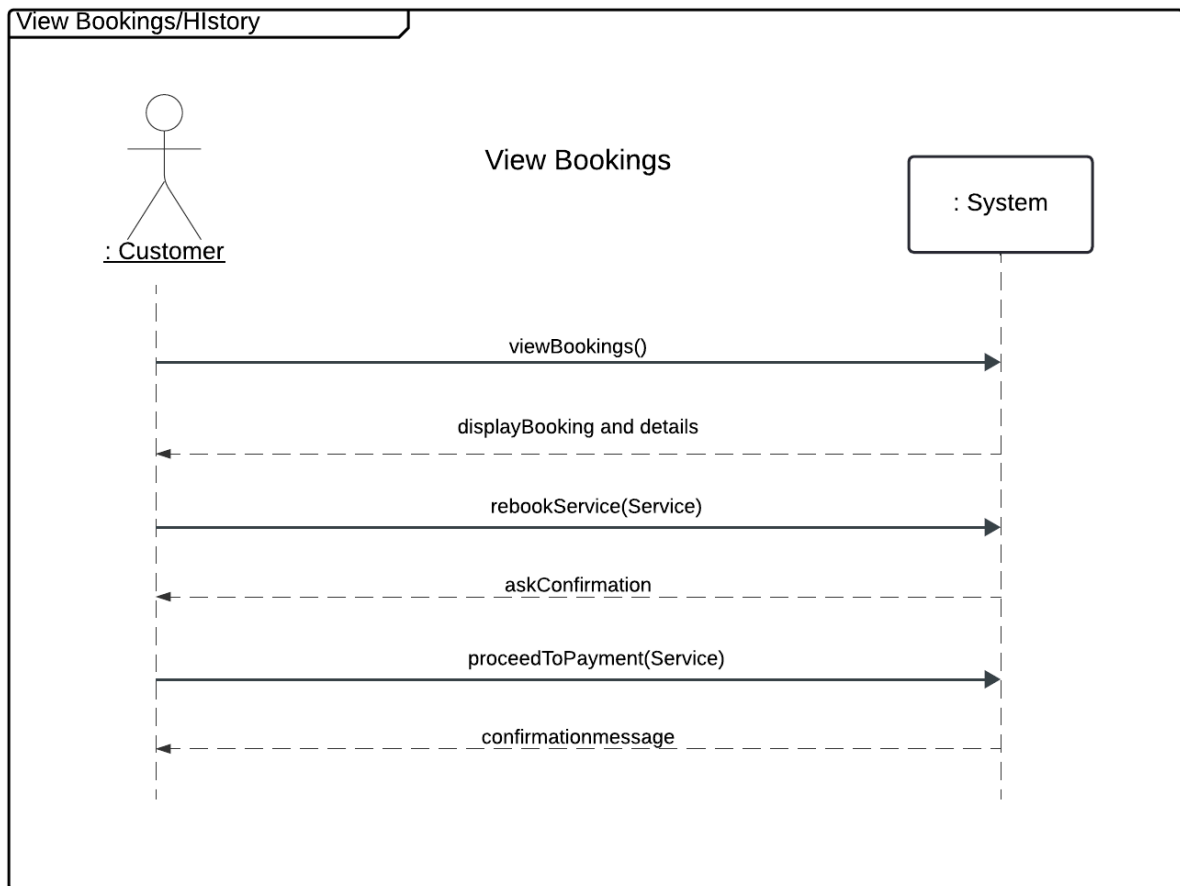 View Bookings/HIstory
View Bookings
: System
: Customer
viewBookings()
displayBooking and details
rebookService(Service)
askConfirmation
proceedToPayment(Service)
confirmationmessage